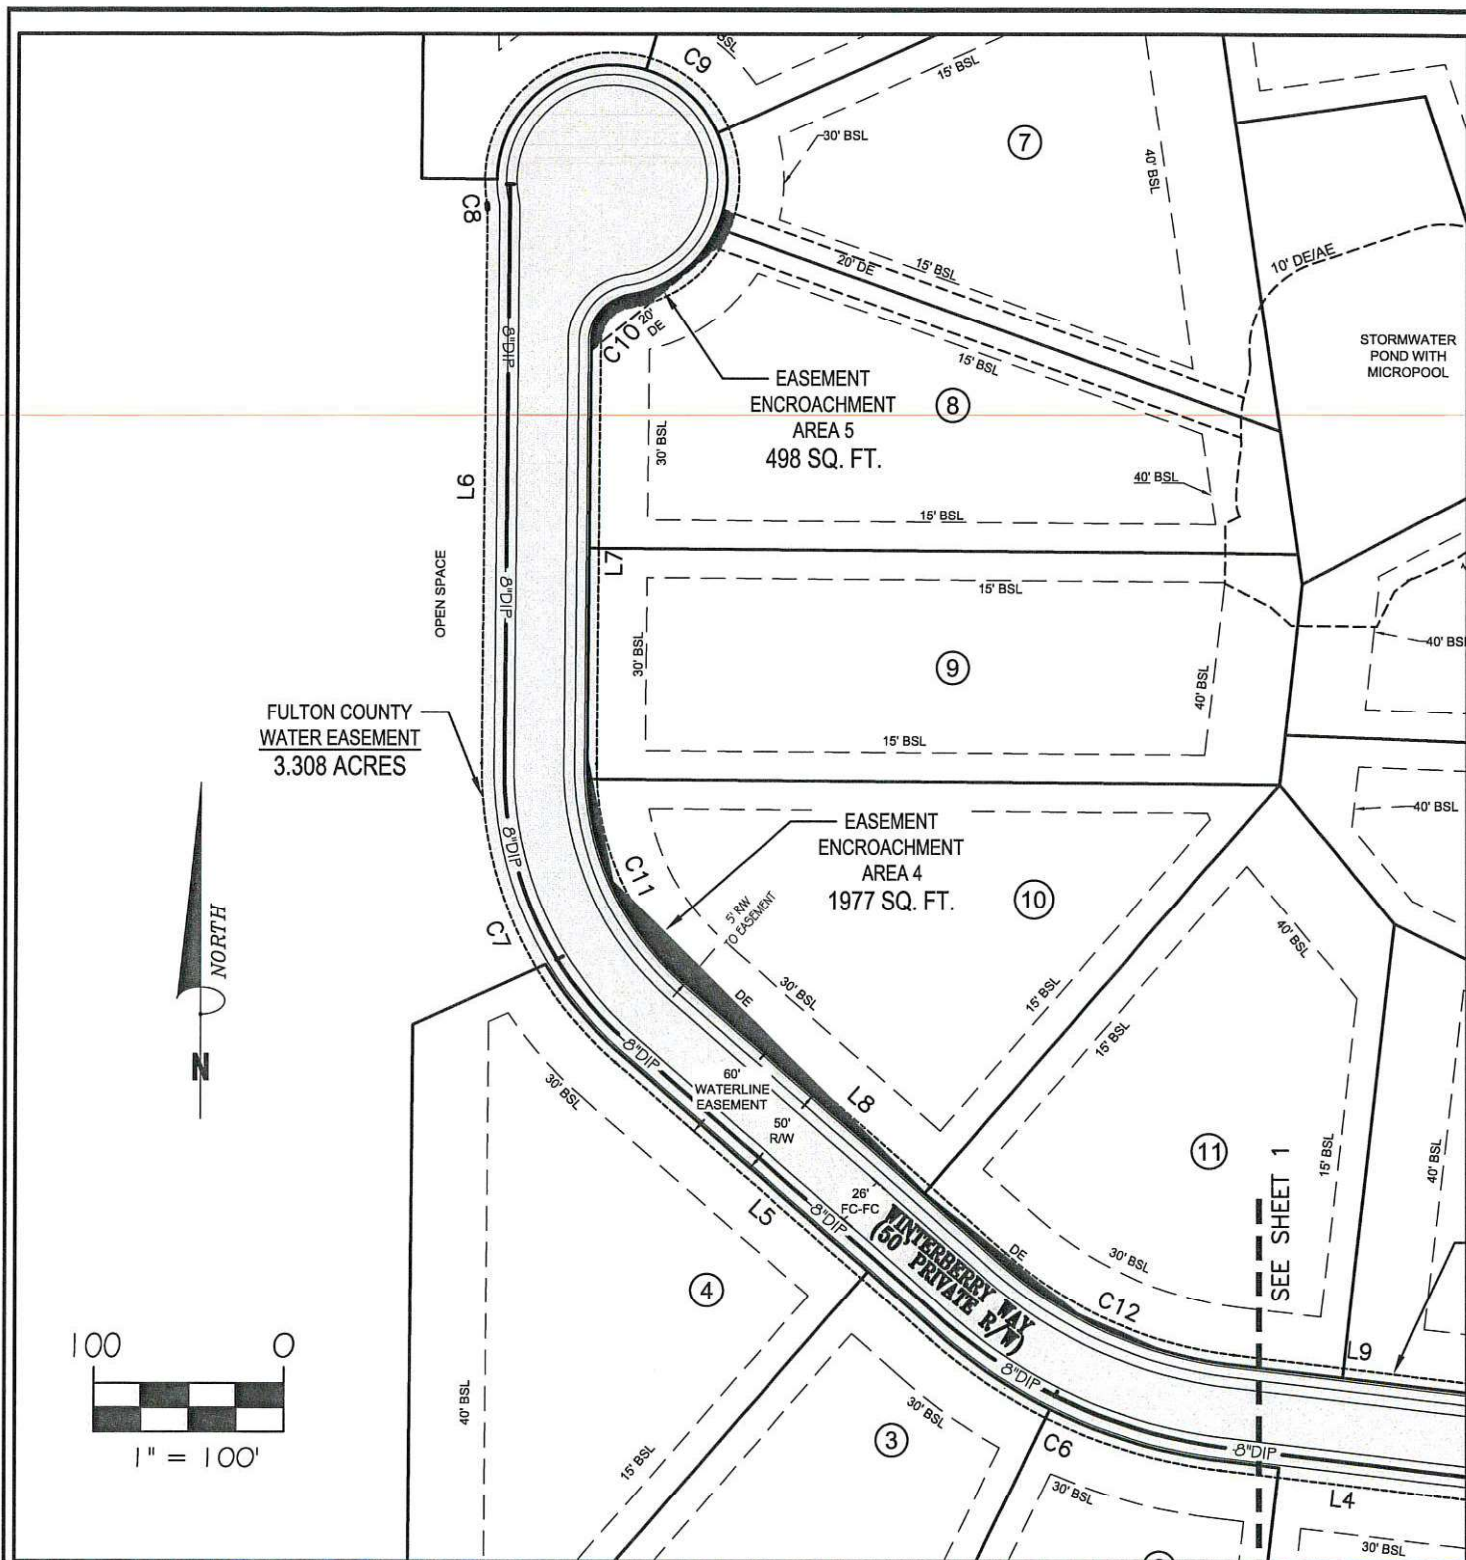 BSL
C9
15' BSL
7
30' BSL
40' BSL
C8
20' DE
15' BSL
10' DE/AE
STORMWATER
POND WITH
MICROPOOL
C10
20'
DE
8"DIP
15' BSL
EASEMENT
ENCROACHMENT
AREA 5
498 SQ. FT.
8
30' BSL
40' BSL
L6
15' BSL
OPEN SPACE
8"DIP
L7
15' BSL
30' BSL
9
40' BSL
40' BSL
15' BSL
FULTON COUNTY
WATER EASEMENT
3.308 ACRES
8"DIP
EASEMENT
ENCROACHMENT
AREA 4
1977 SQ. FT.
10
40' BSL
C11
5' R/W
TO EASEMENT
NORTH
N
C7
DE
30' BSL
15' BSL
40' BSL
15' BSL
8"DIP
30' BSL
60'
WATERLINE
EASEMENT
50'
R/W
L8
11
SEE SHEET 1
15' BSL
40' BSL
L5
26'
FC-FC
8"DIP
WINTERBERRY WAY
(50' PRIVATE R/W)
DE
30' BSL
4
C12
L9
100 0
1" = 100'
40' BSL
15' BSL
8"DIP
30' BSL
3
C6
8"DIP
30' BSL
L4
30' BSL